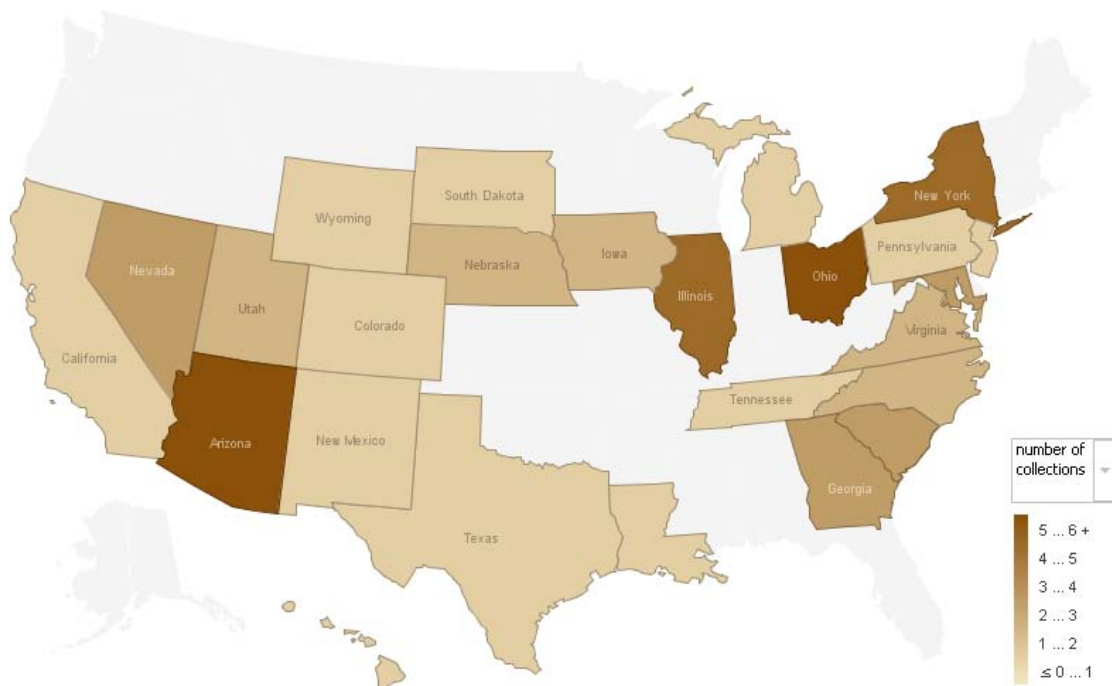 New York
South Dakota
Wyoming
Pennsylvania
Iowa
Nebraska
Nevada
Ohio
Illinois
Utah
Colorado
Virginia
California
Tennessee
Arizona
New Mexico
Georgia
Texas
number of
collections
5 ... 6 +
4 ... 5
3 ... 4
2 ... 3
1 ... 2
≤ 0 ... 1